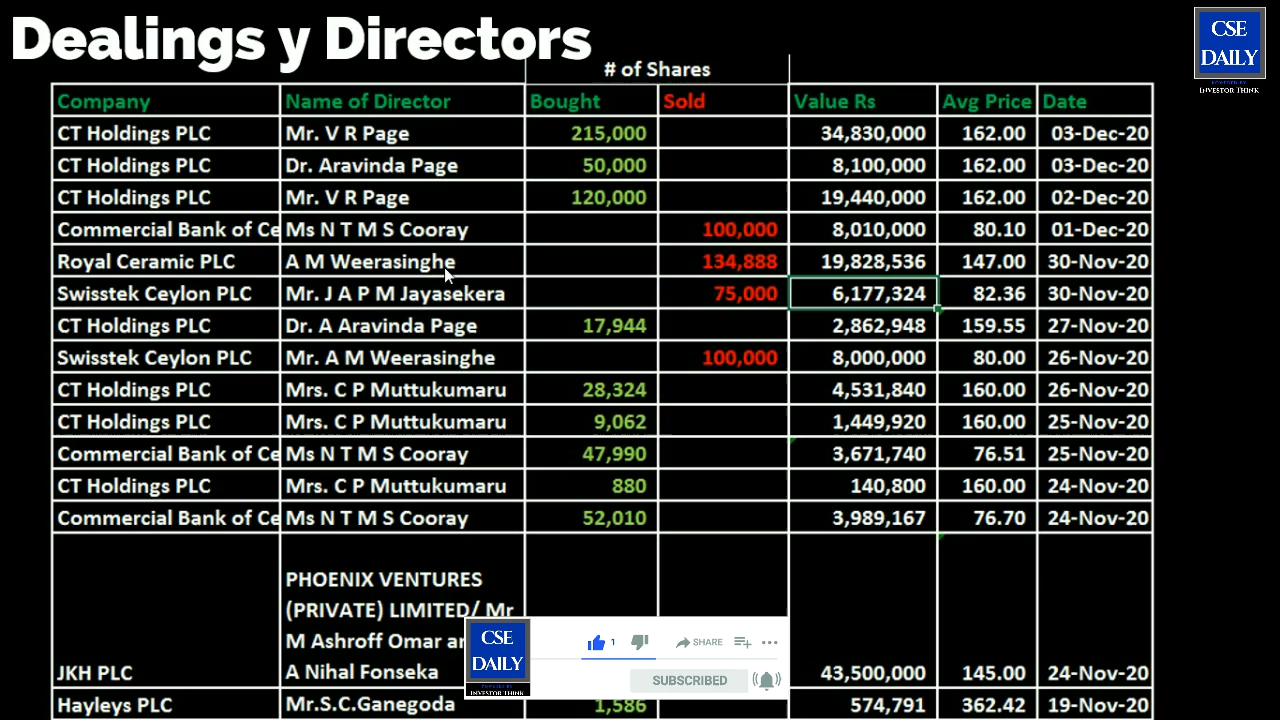 Dealings y Directors
CSE
DAILY
POWERED BY
INVESTOR THINK
# of Shares
Company Name of Director Bought Sold Value Rs Avg Price Date
CT Holdings PLC Mr. V R Page 215,000 34,830,000 162.00 03-Dec-20
CT Holdings PLC Dr. Aravinda Page 50,000 8,100,000 162.00 03-Dec-20
CT Holdings PLC Mr. V R Page 120,000 19,440,000 162.00 02-Dec-20
Commercial Bank of Ce Ms N T M S Cooray 100,000 8,010,000 80.10 01-Dec-20
Royal Ceramic PLC A M Weerasinghe 134,888 19,828,536 147.00 30-Nov-20
Swisstek Ceylon PLC Mr. J A P M Jayasekera 75,000 6,177,324 82.36 30-Nov-20
CT Holdings PLC Dr. A Aravinda Page 17,944 2,862,948 159.55 27-Nov-20
Swisstek Ceylon PLC Mr. A M Weerasinghe 100,000 8,000,000 80.00 26-Nov-20
CT Holdings PLC Mrs. C P Muttukumaru 28,324 4,531,840 160.00 26-Nov-20
CT Holdings PLC Mrs. C P Muttukumaru 9,062 1,449,920 160.00 25-Nov-20
Commercial Bank of Ce Ms N T M S Cooray 47,990 3,671,740 76.51 25-Nov-20
CT Holdings PLC Mrs. C P Muttukumaru 880 140,800 160.00 24-Nov-20
Commercial Bank of Ce Ms N T M S Cooray 52,010 3,989,167 76.70 24-Nov-20
PHOENIX VENTURES
(PRIVATE) LIMITED/ Mr
M Ashroff Omar ar
JKH PLC A Nihal Fonseka 43,500,000 145.00 24-Nov-20
Hayleys PLC Mr.S.C.Ganegoda 1,586 574,791 362.42 19-Nov-20
CSE
DAILY
INVESTOR THINK
1 SHARE
SUBSCRIBED